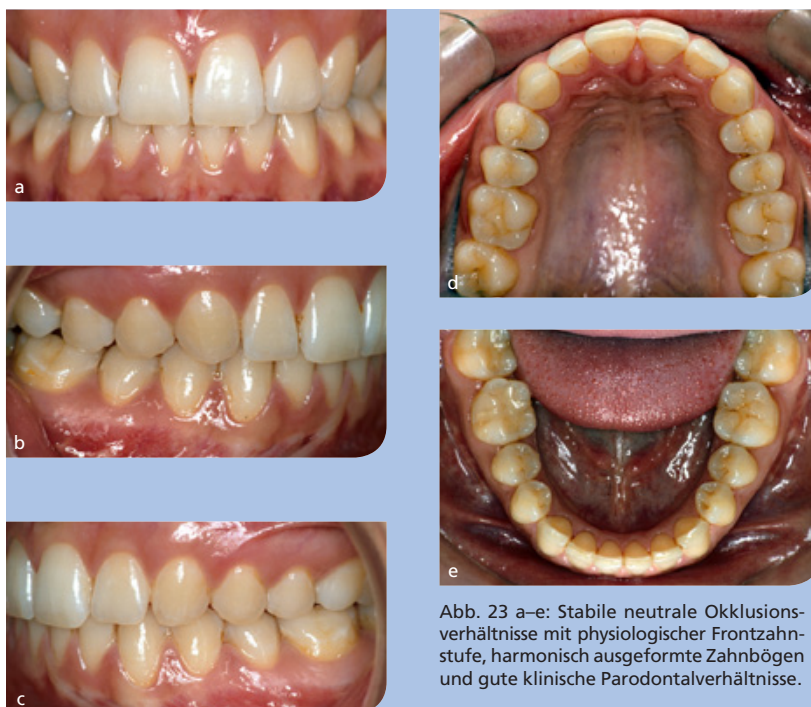 a
b
c
d
e
Abb. 23 a–e: Stabile neutrale Okklusions-
verhältnisse mit physiologischer Frontzahn-
stufe, harmonisch ausgeformte Zahnbögen
und gute klinische Parodontalverhältnisse.